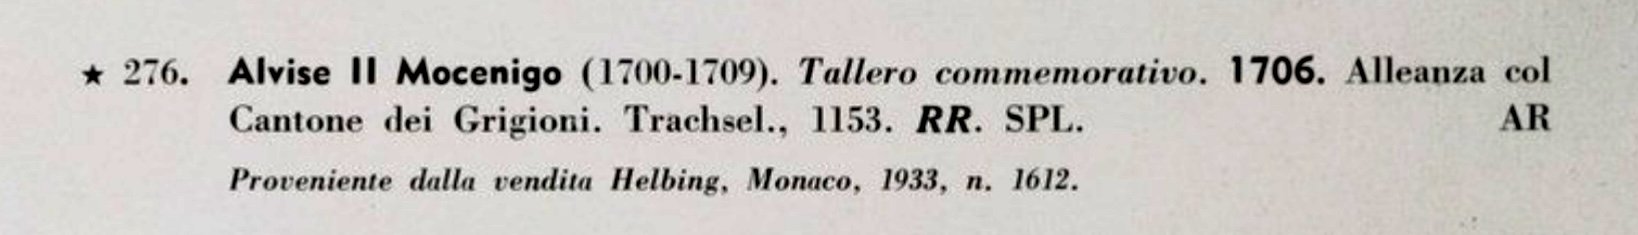 ★ 276. Alvise II Mocenigo (1700-1709). Tallero commemorativo. 1706. Alleanza col
Cantone dei Grigioni. Trachsel., 1153. RR. SPL. AR
Proveniente dalla vendita Helbing, Monaco, 1933, n. 1612.